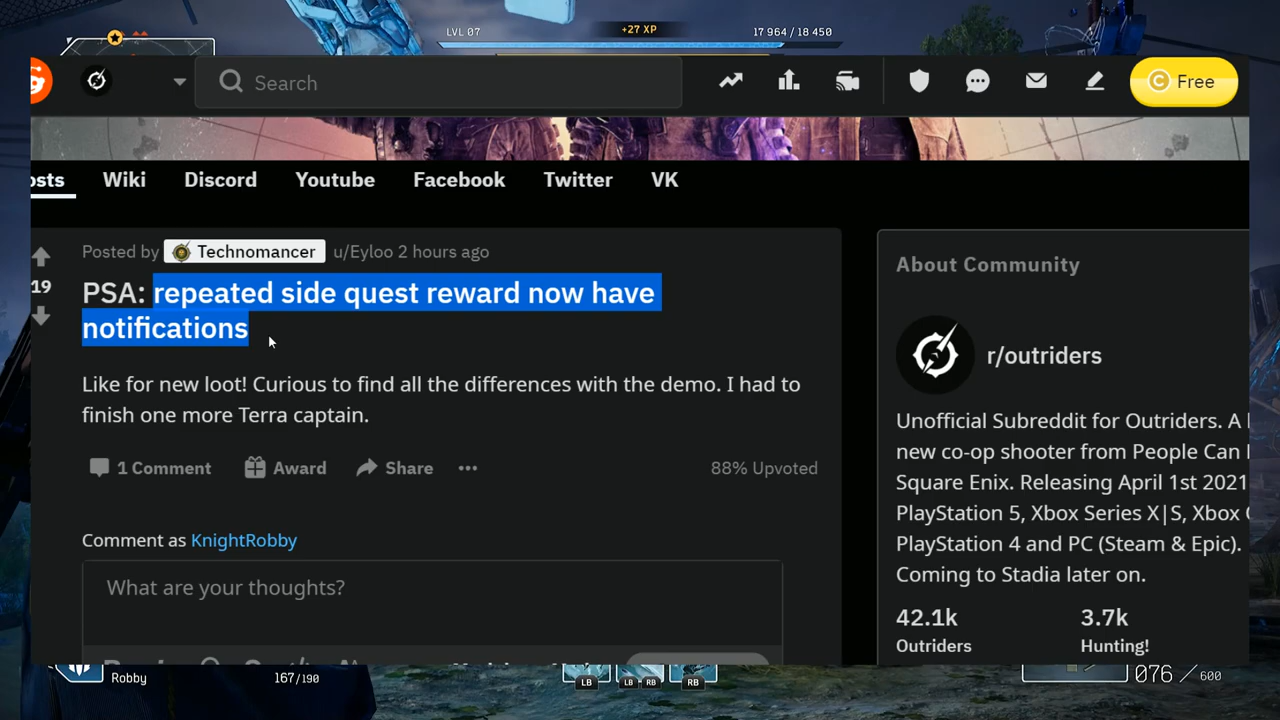 LVL 07
+27 XP
17 964 / 18 450
Search
Free
osts Wiki Discord Youtube Facebook Twitter VK
Posted by Technomancer u/Eyloo 2 hours ago
19
PSA: repeated side quest reward now have
notifications
Like for new loot! Curious to find all the differences with the demo. I had to
finish one more Terra captain.
1 Comment Award Share ••• 88% Upvoted
Comment as KnightRobby
What are your thoughts?
About Community
r/outriders
Unofficial Subreddit for Outriders. A
new co-op shooter from People Can
Square Enix. Releasing April 1st 2021
PlayStation 5, Xbox Series X|S, Xbox
PlayStation 4 and PC (Steam & Epic).
Coming to Stadia later on.
42.1k 3.7k
Outriders Hunting!
Robby 167/190
LB LB RB RB
076 / 600